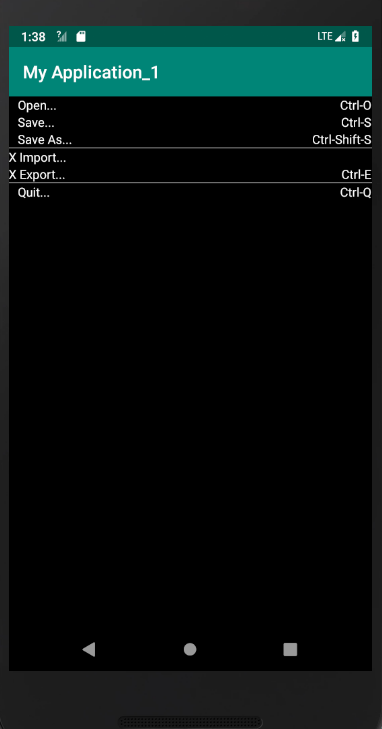 1:38 LTE
My Application_1
Open... Ctrl-O
Save... Ctrl-S
Save As... Ctrl-Shift-S
X Import...
X Export... Ctrl-E
Quit... Ctrl-Q